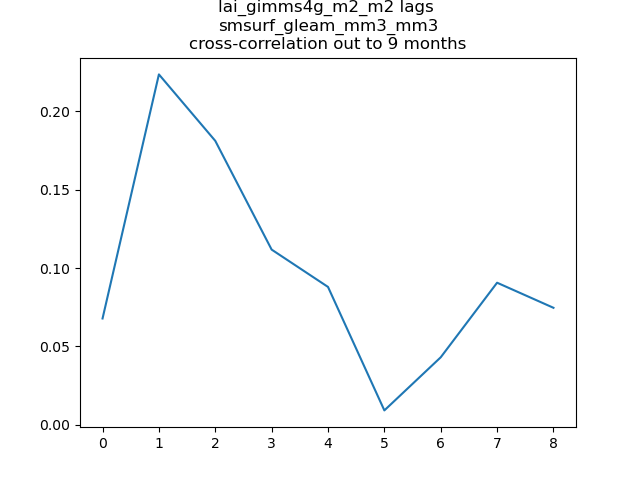 lai_gimms4g_m2_m2 lags
smsurf_gleam_mm3_mm3
cross-correlation out to 9 months
0.20
0.15
0.10
0.05
0.00
0 1 2 3 4 5 6 7 8